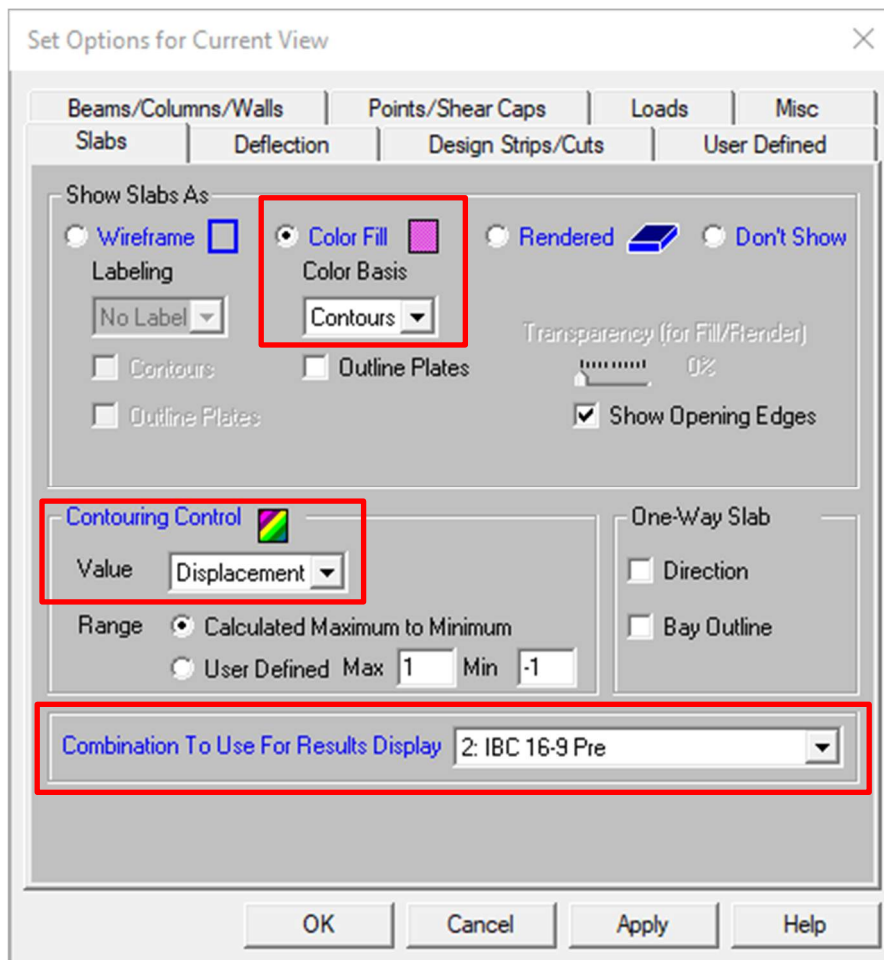 Set Options for Current View
Beams/Columns/Walls Points/Shear Caps Loads Misc
Slabs Deflection Design Strips/Cuts User Defined
Show Slabs As
Wireframe Color Fill Rendered Don't Show
Labeling Color Basis
No Label Contours Transparency (for Fill/Render)
Contours Outline Plates 0%
Outline Plates Show Opening Edges
Contouring Control One-Way Slab
Value Displacement Direction
Range Calculated Maximum to Minimum Bay Outline
User Defined Max 1 Min -1
Combination To Use For Results Display 2: IBC 16-9 Pre
OK Cancel Apply Help